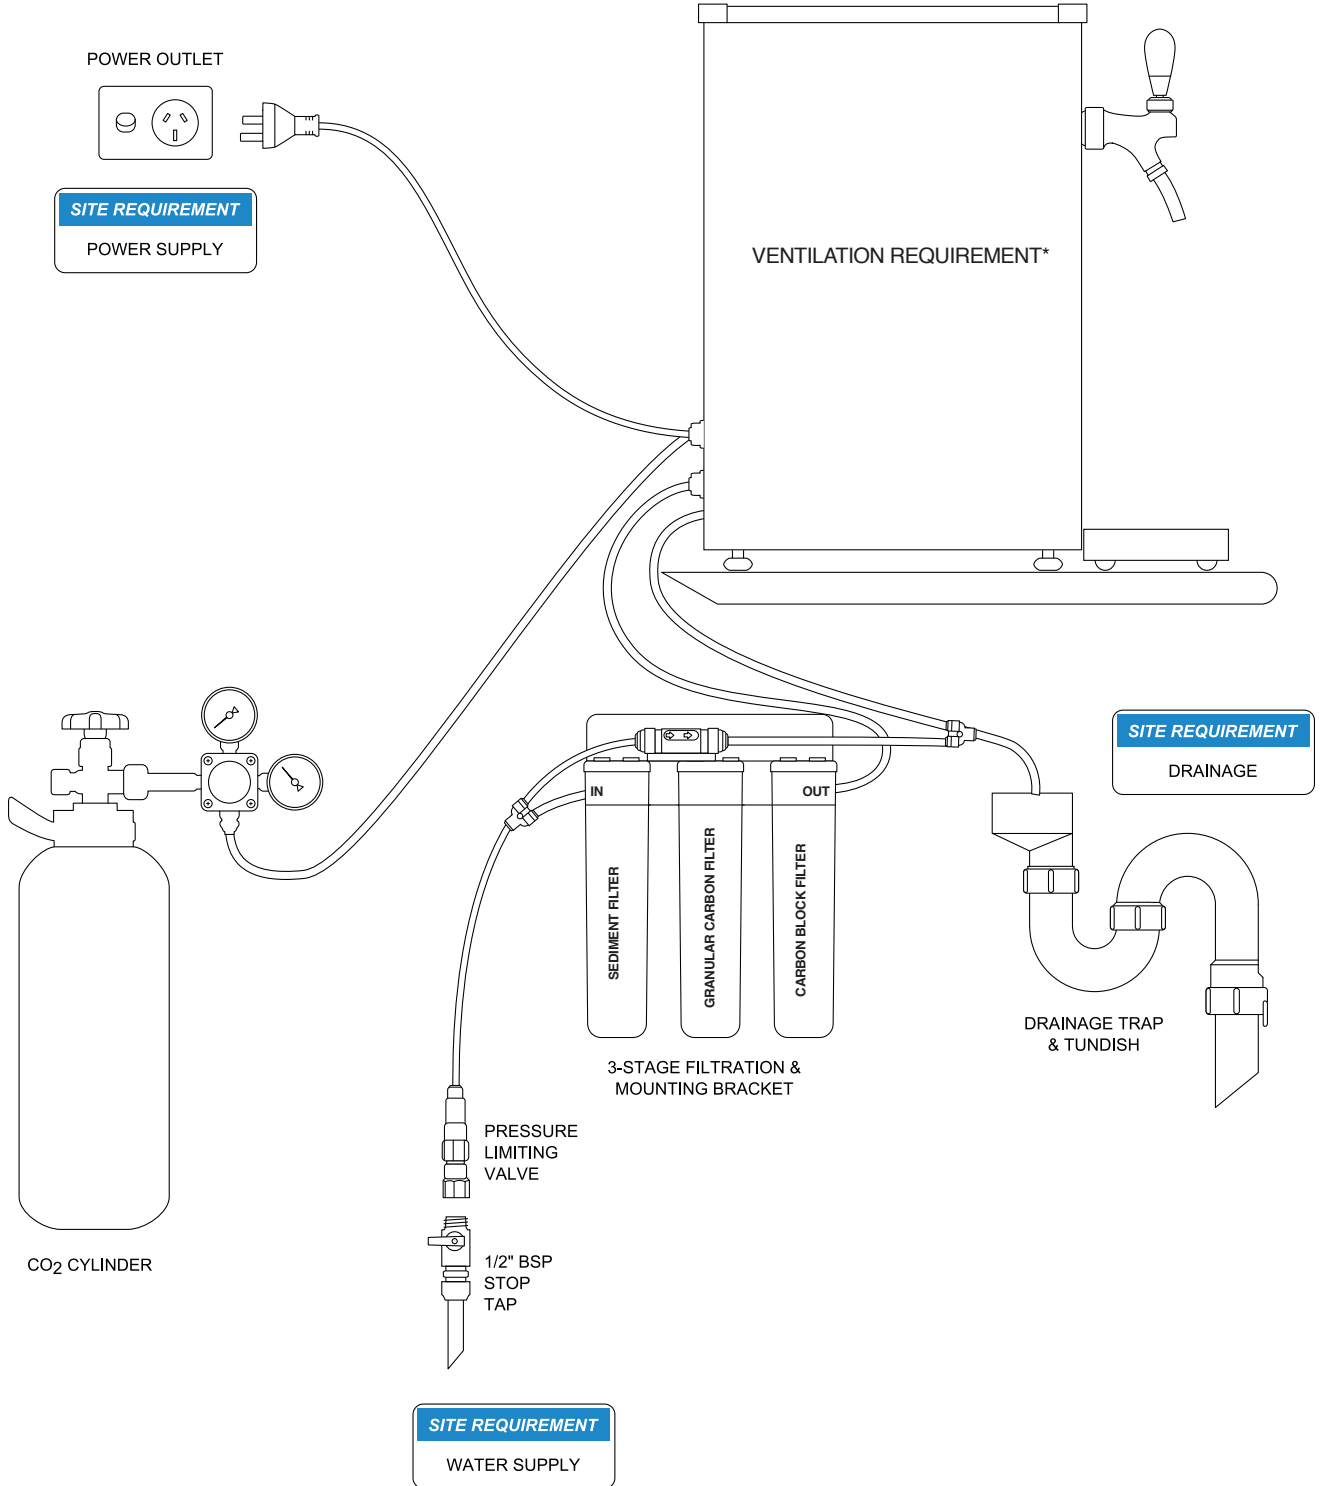 POWER OUTLET
SITE REQUIREMENT
POWER SUPPLY
VENTILATION REQUIREMENT*
SITE REQUIREMENT
DRAINAGE
IN
OUT
SEDIMENT FILTER
GRANULAR CARBON FILTER
CARBON BLOCK FILTER
DRAINAGE TRAP
& TUNDISH
3-STAGE FILTRATION &
MOUNTING BRACKET
PRESSURE
LIMITING
VALVE
CO2 CYLINDER
1/2" BSP
STOP
TAP
SITE REQUIREMENT
WATER SUPPLY